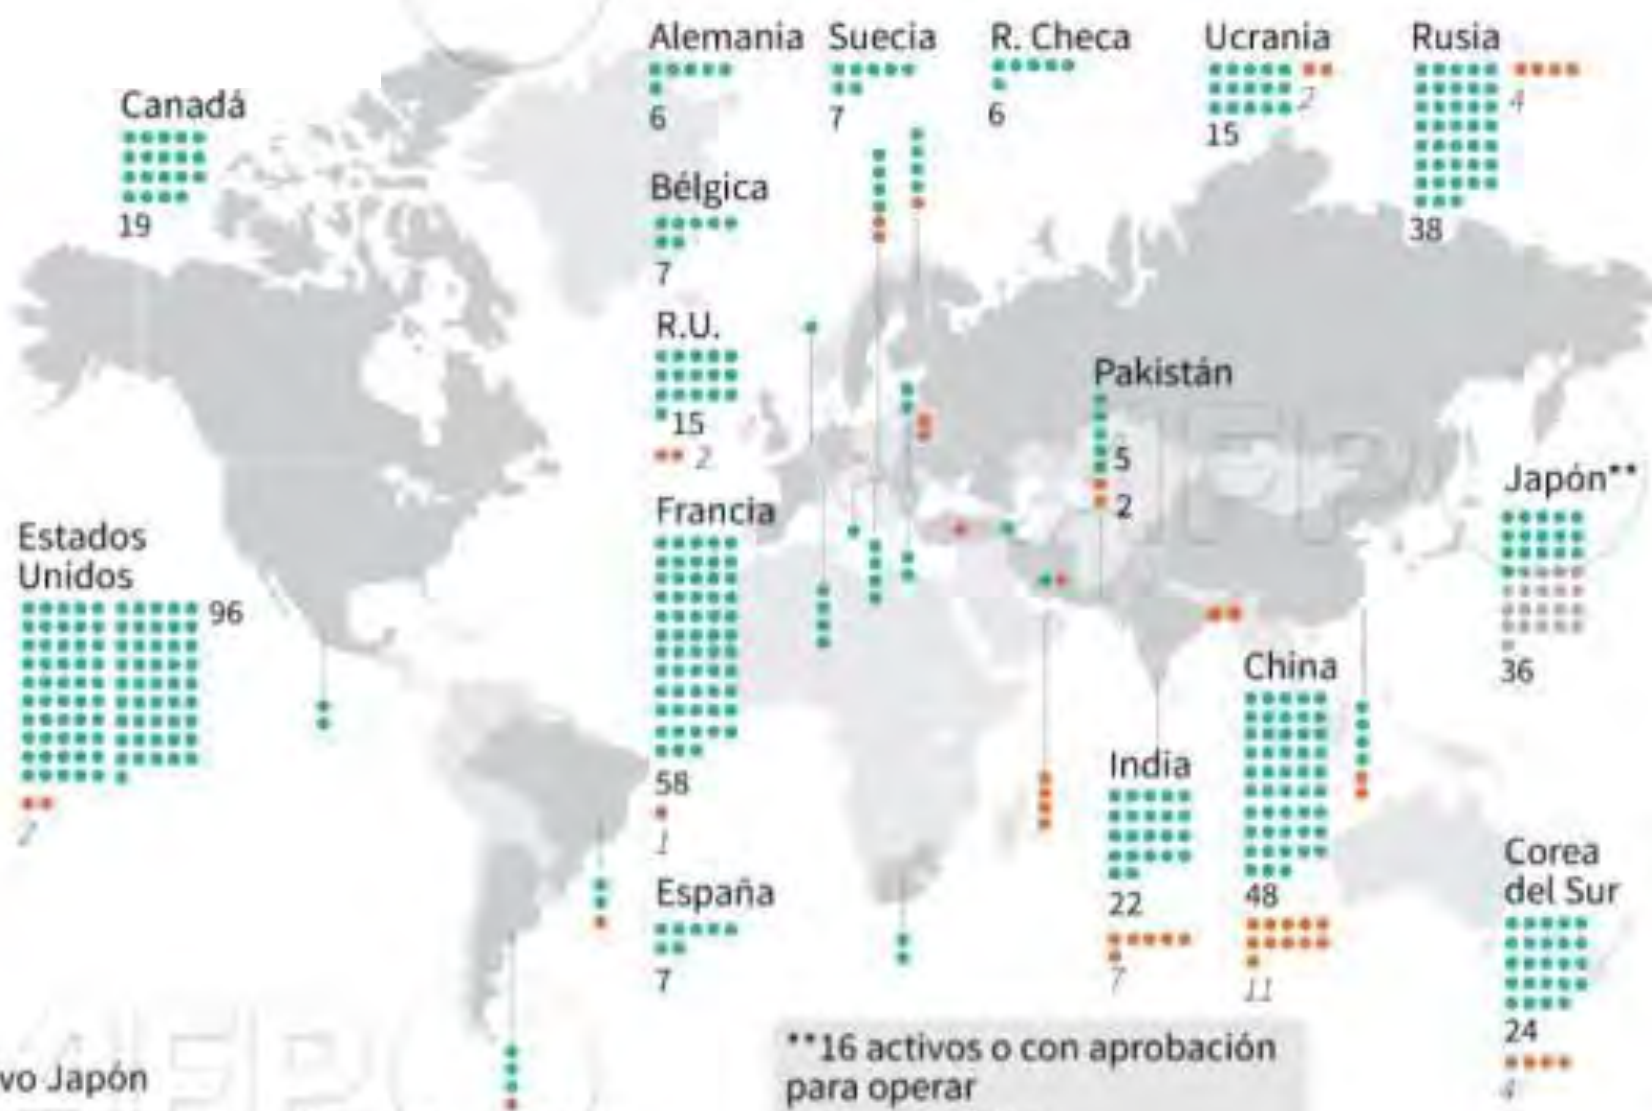 Alemania
6
Suecia
7
R. Checa
6
Ucrania
2
15
Rusia
4
38
Canadá
19
Bélgica
7
R.U.
15
2
Pakistán
5
2
Japón**
36
Estados
Unidos
96
2
Francia
58
1
España
7
India
22
7
China
48
11
Corea
del Sur
24
4
**16 activos o con aprobación
para operar
vo Japón
AFP
AFP